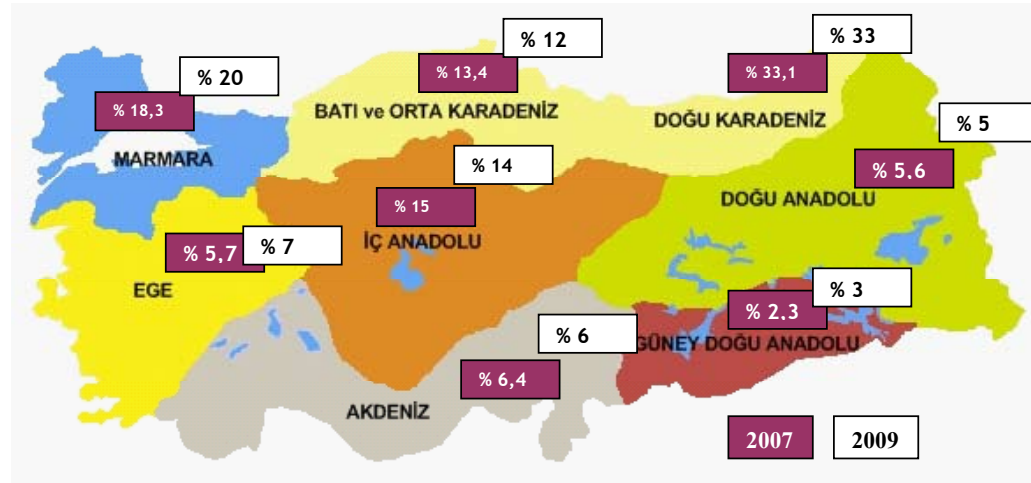 % 12
% 33
% 20
% 13,4
% 33,1
% 18,3
BATI ve ORTA KARADENİZ
DOĞU KARADENİZ
% 5
MARMARA
% 14
% 5,6
DOĞU ANADOLU
% 15
İÇ ANADOLU
% 5,7
% 7
EGE
% 3
% 2,3
% 6
GÜNEY DOĞU ANADOLU
% 6,4
AKDENİZ
2007
2009